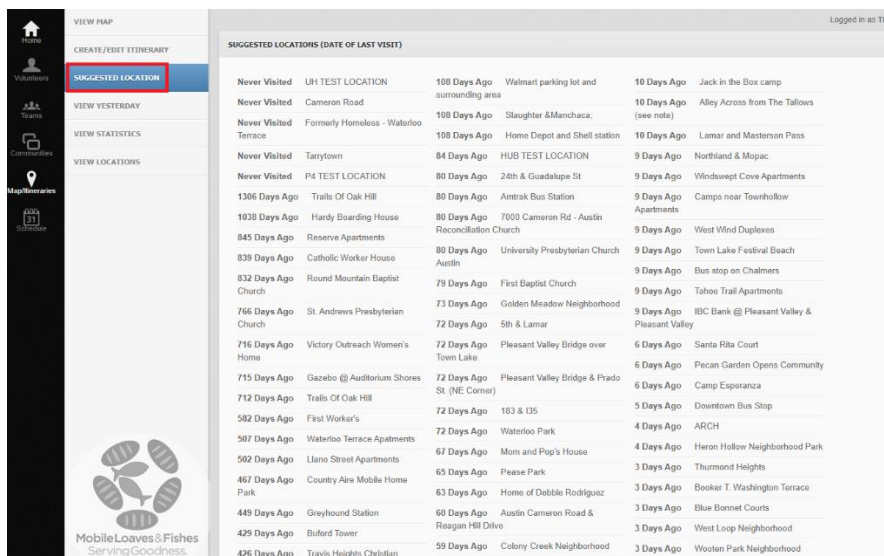 Logged in as
Home
Volunteers
Teams
Communities
Map/Itineraries
31
Schedule
VIEW MAP
CREATE/EDIT ITINERARY
SUGGESTED LOCATION
VIEW YESTERDAY
VIEW STATISTICS
VIEW LOCATIONS
MobileLoaves&Fishes
ServingGoodness.
SUGGESTED LOCATIONS (DATE OF LAST VISIT)
Never Visited UH TEST LOCATION
Never Visited Cameron Road
Never Visited Formerly Homeless - Waterloo
Terrace
Never Visited Tarrytown
Never Visited P4 TEST LOCATION
1306 Days Ago Trails Of Oak Hill
1038 Days Ago Hardy Boarding House
845 Days Ago Reserve Apartments
839 Days Ago Catholic Worker House
832 Days Ago Round Mountain Baptist
Church
766 Days Ago St. Andrews Presbyterian
Church
716 Days Ago Victory Outreach Women's
Home
715 Days Ago Gazebo @ Auditorium Shores
712 Days Ago Trails Of Oak Hill
582 Days Ago First Worker's
507 Days Ago Waterloo Terrace Apatments
502 Days Ago Llano Street Apartments
467 Days Ago Country Aire Mobile Home
Park
449 Days Ago Greyhound Station
429 Days Ago Buford Tower
426 Days Ago Travis Heights Christian
108 Days Ago Walmart parking lot and
surrounding area
108 Days Ago Slaughter &Manchaca;
108 Days Ago Home Depot and Shell station
84 Days Ago HUB TEST LOCATION
80 Days Ago 24th & Guadalupe St
80 Days Ago Amtrak Bus Station
80 Days Ago 7000 Cameron Rd - Austin
Reconciliation Church
80 Days Ago University Presbyterian Church
Austin
79 Days Ago First Baptist Church
73 Days Ago Golden Meadow Neighborhood
72 Days Ago 5th & Lamar
72 Days Ago Pleasant Valley Bridge over
Town Lake
72 Days Ago Pleasant Valley Bridge & Prado
St. (NE Corner)
72 Days Ago 183 & I35
72 Days Ago Waterloo Park
67 Days Ago Mom and Pop's House
65 Days Ago Pease Park
63 Days Ago Home of Debbie Rodriguez
60 Days Ago Austin Cameron Road &
Reagan Hill Drive
59 Days Ago Colony Creek Neighborhood
10 Days Ago Jack in the Box camp
10 Days Ago Alley Across from The Tallows
(see note)
10 Days Ago Lamar and Masterson Pass
9 Days Ago Northland & Mopac
9 Days Ago Windswept Cove Apartments
9 Days Ago Camps near Townhollow
Apartments
9 Days Ago West Wind Duplexes
9 Days Ago Town Lake Festival Beach
9 Days Ago Bus stop on Chalmers
9 Days Ago Tahoe Trail Apartments
9 Days Ago IBC Bank @ Pleasant Valley &
Pleasant Valley
6 Days Ago Santa Rita Court
6 Days Ago Pecan Garden Opens Community
6 Days Ago Camp Esperanza
5 Days Ago Downtown Bus Stop
4 Days Ago ARCH
4 Days Ago Heron Hollow Neighborhood Park
3 Days Ago Thurmond Heights
3 Days Ago Booker T. Washington Terrace
3 Days Ago Blue Bonnet Courts
3 Days Ago West Loop Neighborhood
3 Days Ago Wooten Park Neighborhood